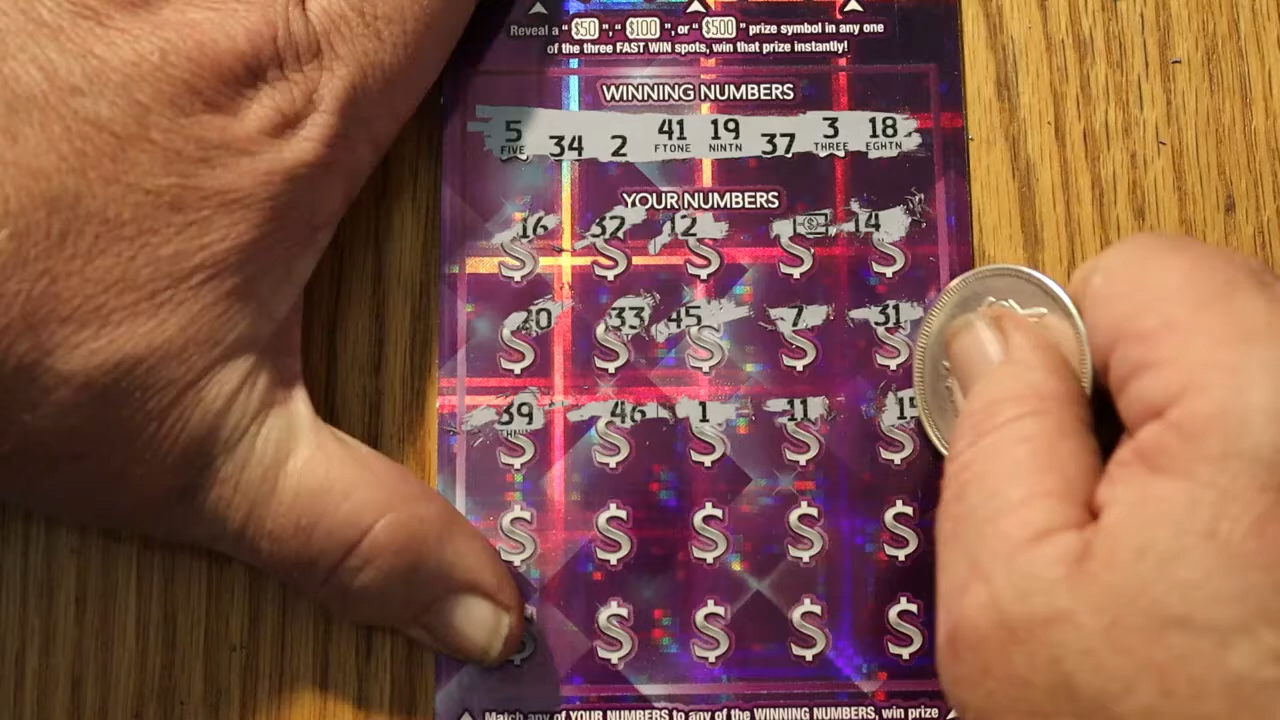 Reveal a "$50", "$100", or "$500" prize symbol in any one
of the three FAST WIN spots, win that prize instantly!
WINNING NUMBERS
5 34 2 41 19 37 3 18
FIVE FTONE NINTN THREE EGHTN
YOUR NUMBERS
16 32 12 $ 14
$ $ $ $ $
20 33 45 7 31
$ $ $ $ $
39 46 1 11 15
$ $ $ $ $
$ $ $ $ $
$ $ $ $ $
Match any of YOUR NUMBERS to any of the WINNING NUMBERS, win prize